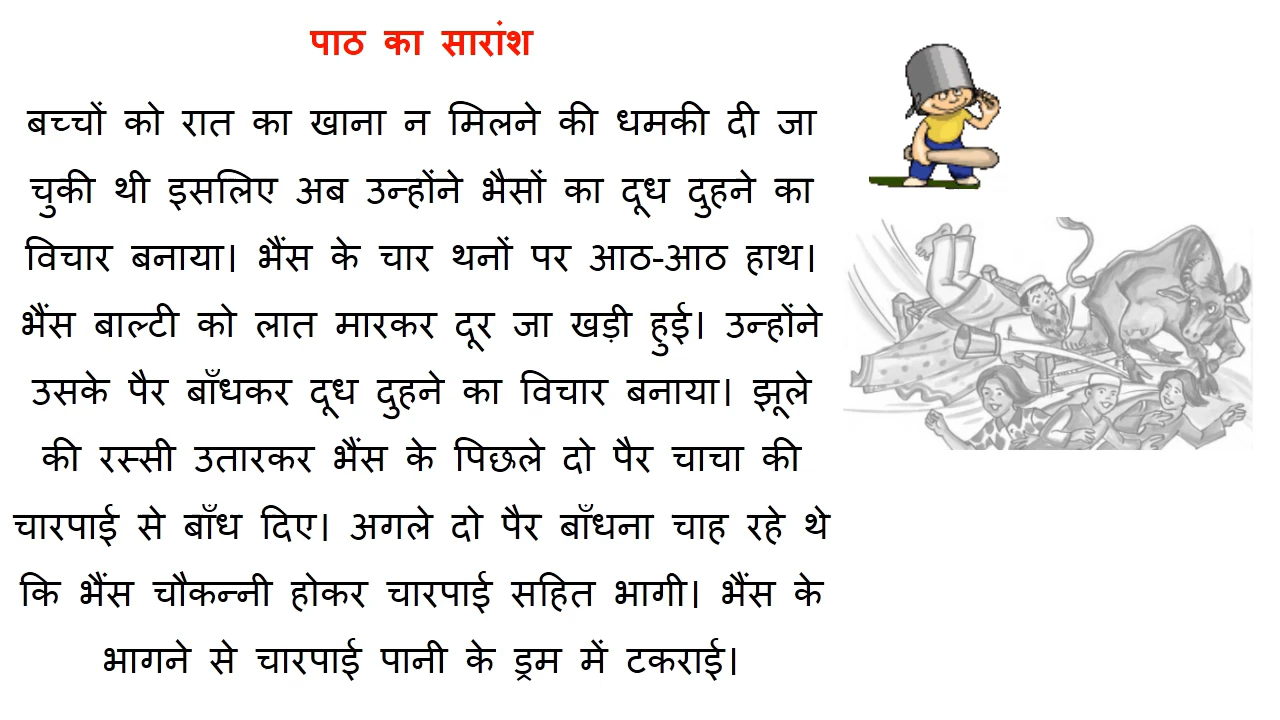 पाठ का सारांश
बच्चों को रात का खाना न मिलने की धमकी दी जा
चुकी थी इसलिए अब उन्होंने भैसों का दूध दुहने का
विचार बनाया। भैंस के चार थनों पर आठ-आठ हाथ।
भैंस बाल्टी को लात मारकर दूर जा खड़ी हुई। उन्होंने
उसके पैर बाँधकर दूध दुहने का विचार बनाया। झूले
की रस्सी उतारकर भैंस के पिछले दो पैर चाचा की
चारपाई से बाँध दिए। अगले दो पैर बाँधना चाह रहे थे
कि भैंस चौकन्नी होकर चारपाई सहित भागी। भैंस के
भागने से चारपाई पानी के ड्रम में टकराई।